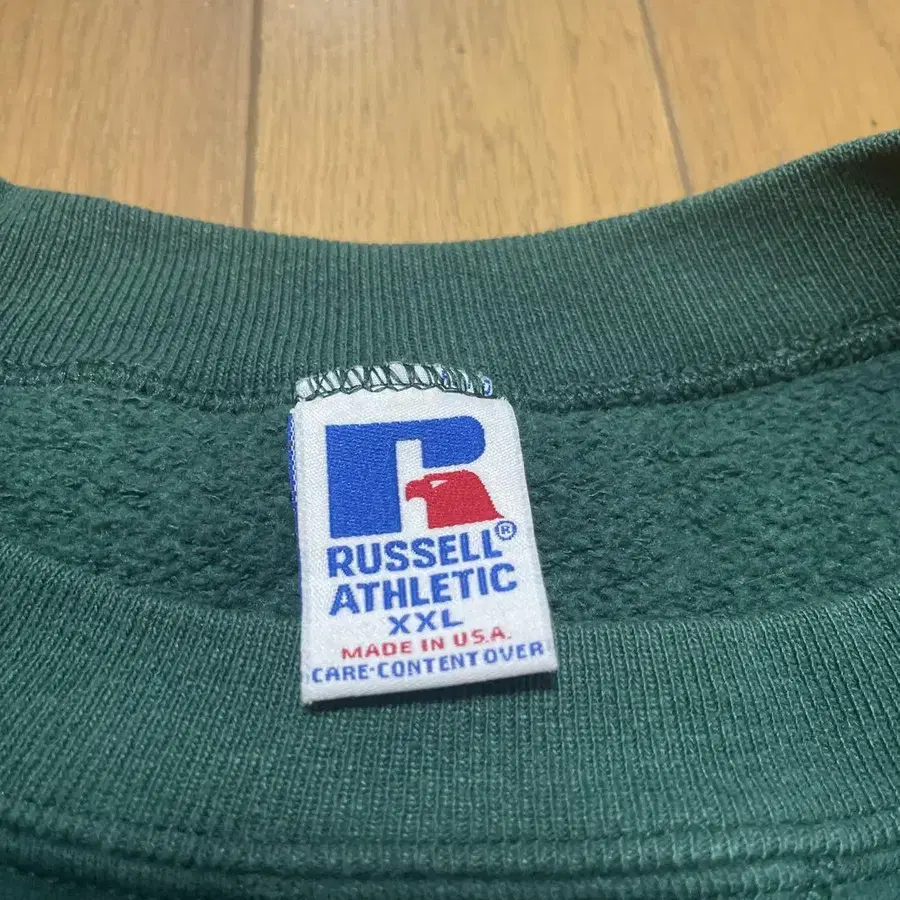 R
RUSSELL®
ATHLETIC
XXL
MADE IN U.S.A.
CARE-CONTENT OVER